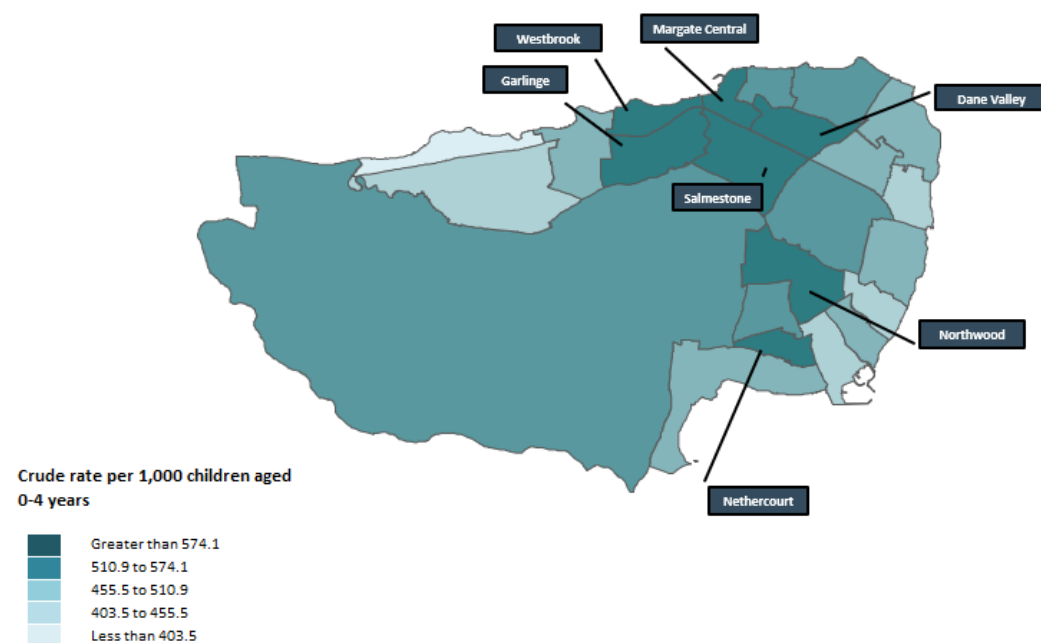 Margate Central
Westbrook
Garlinge
Dane Valley
Salmestone
Northwood
Nethercourt
Crude rate per 1,000 children aged
0-4 years
Greater than 574.1
510.9 to 574.1
455.5 to 510.9
403.5 to 455.5
Less than 403.5